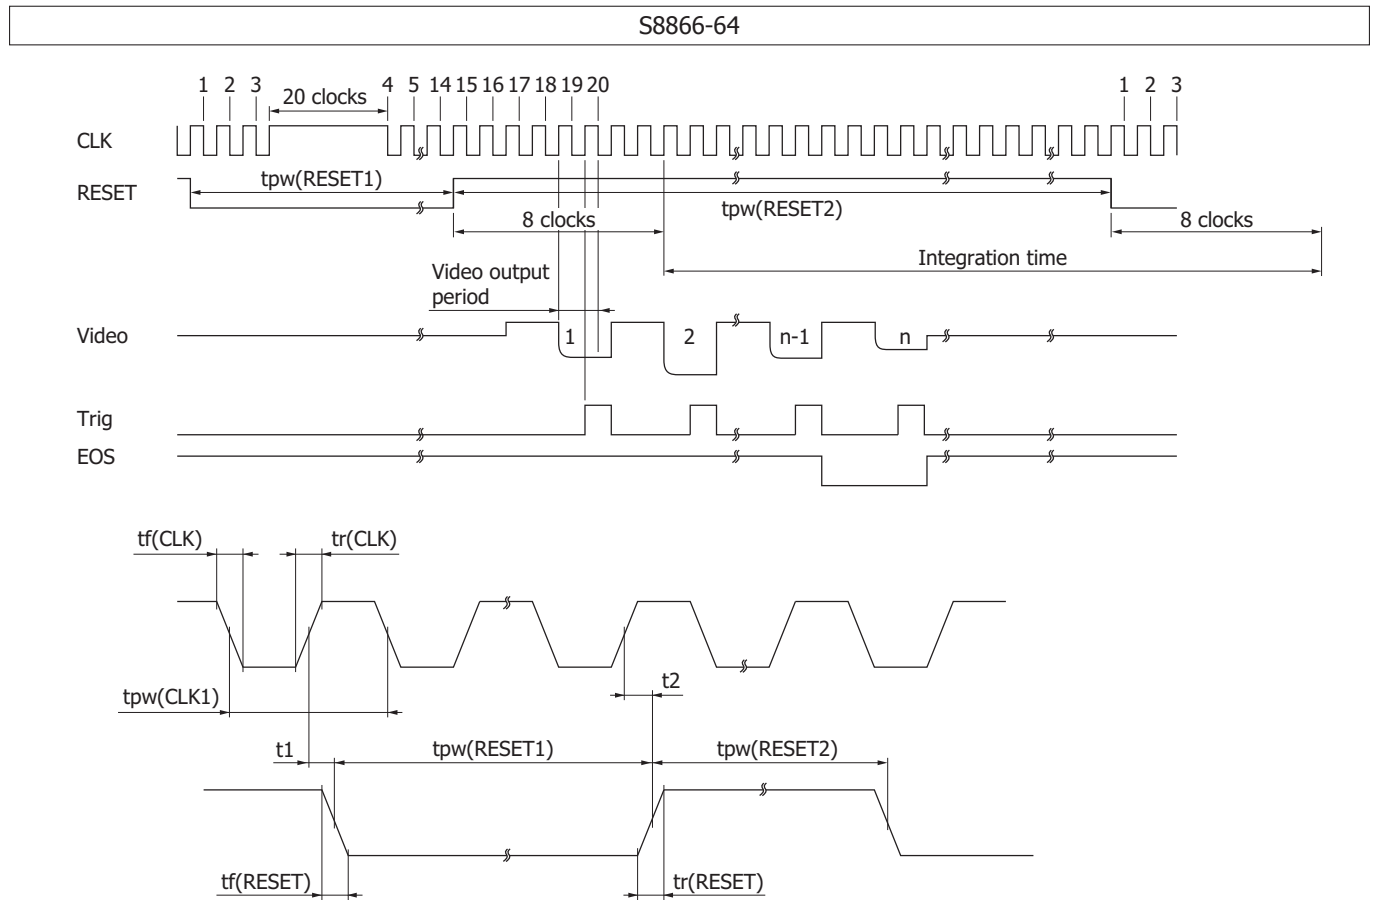 S8866-64
1 2 3 4 5 14 15 16 17 18 19 20 1 2 3
20 clocks
CLK
tpw(RESET1)
RESET
tpw(RESET2)
8 clocks 8 clocks
Integration time
Video output
period
Video 1 2 n-1 n
Trig
EOS
tf(CLK) tr(CLK)
t2
tpw(CLK1)
t1 tpw(RESET1) tpw(RESET2)
tf(RESET) tr(RESET)